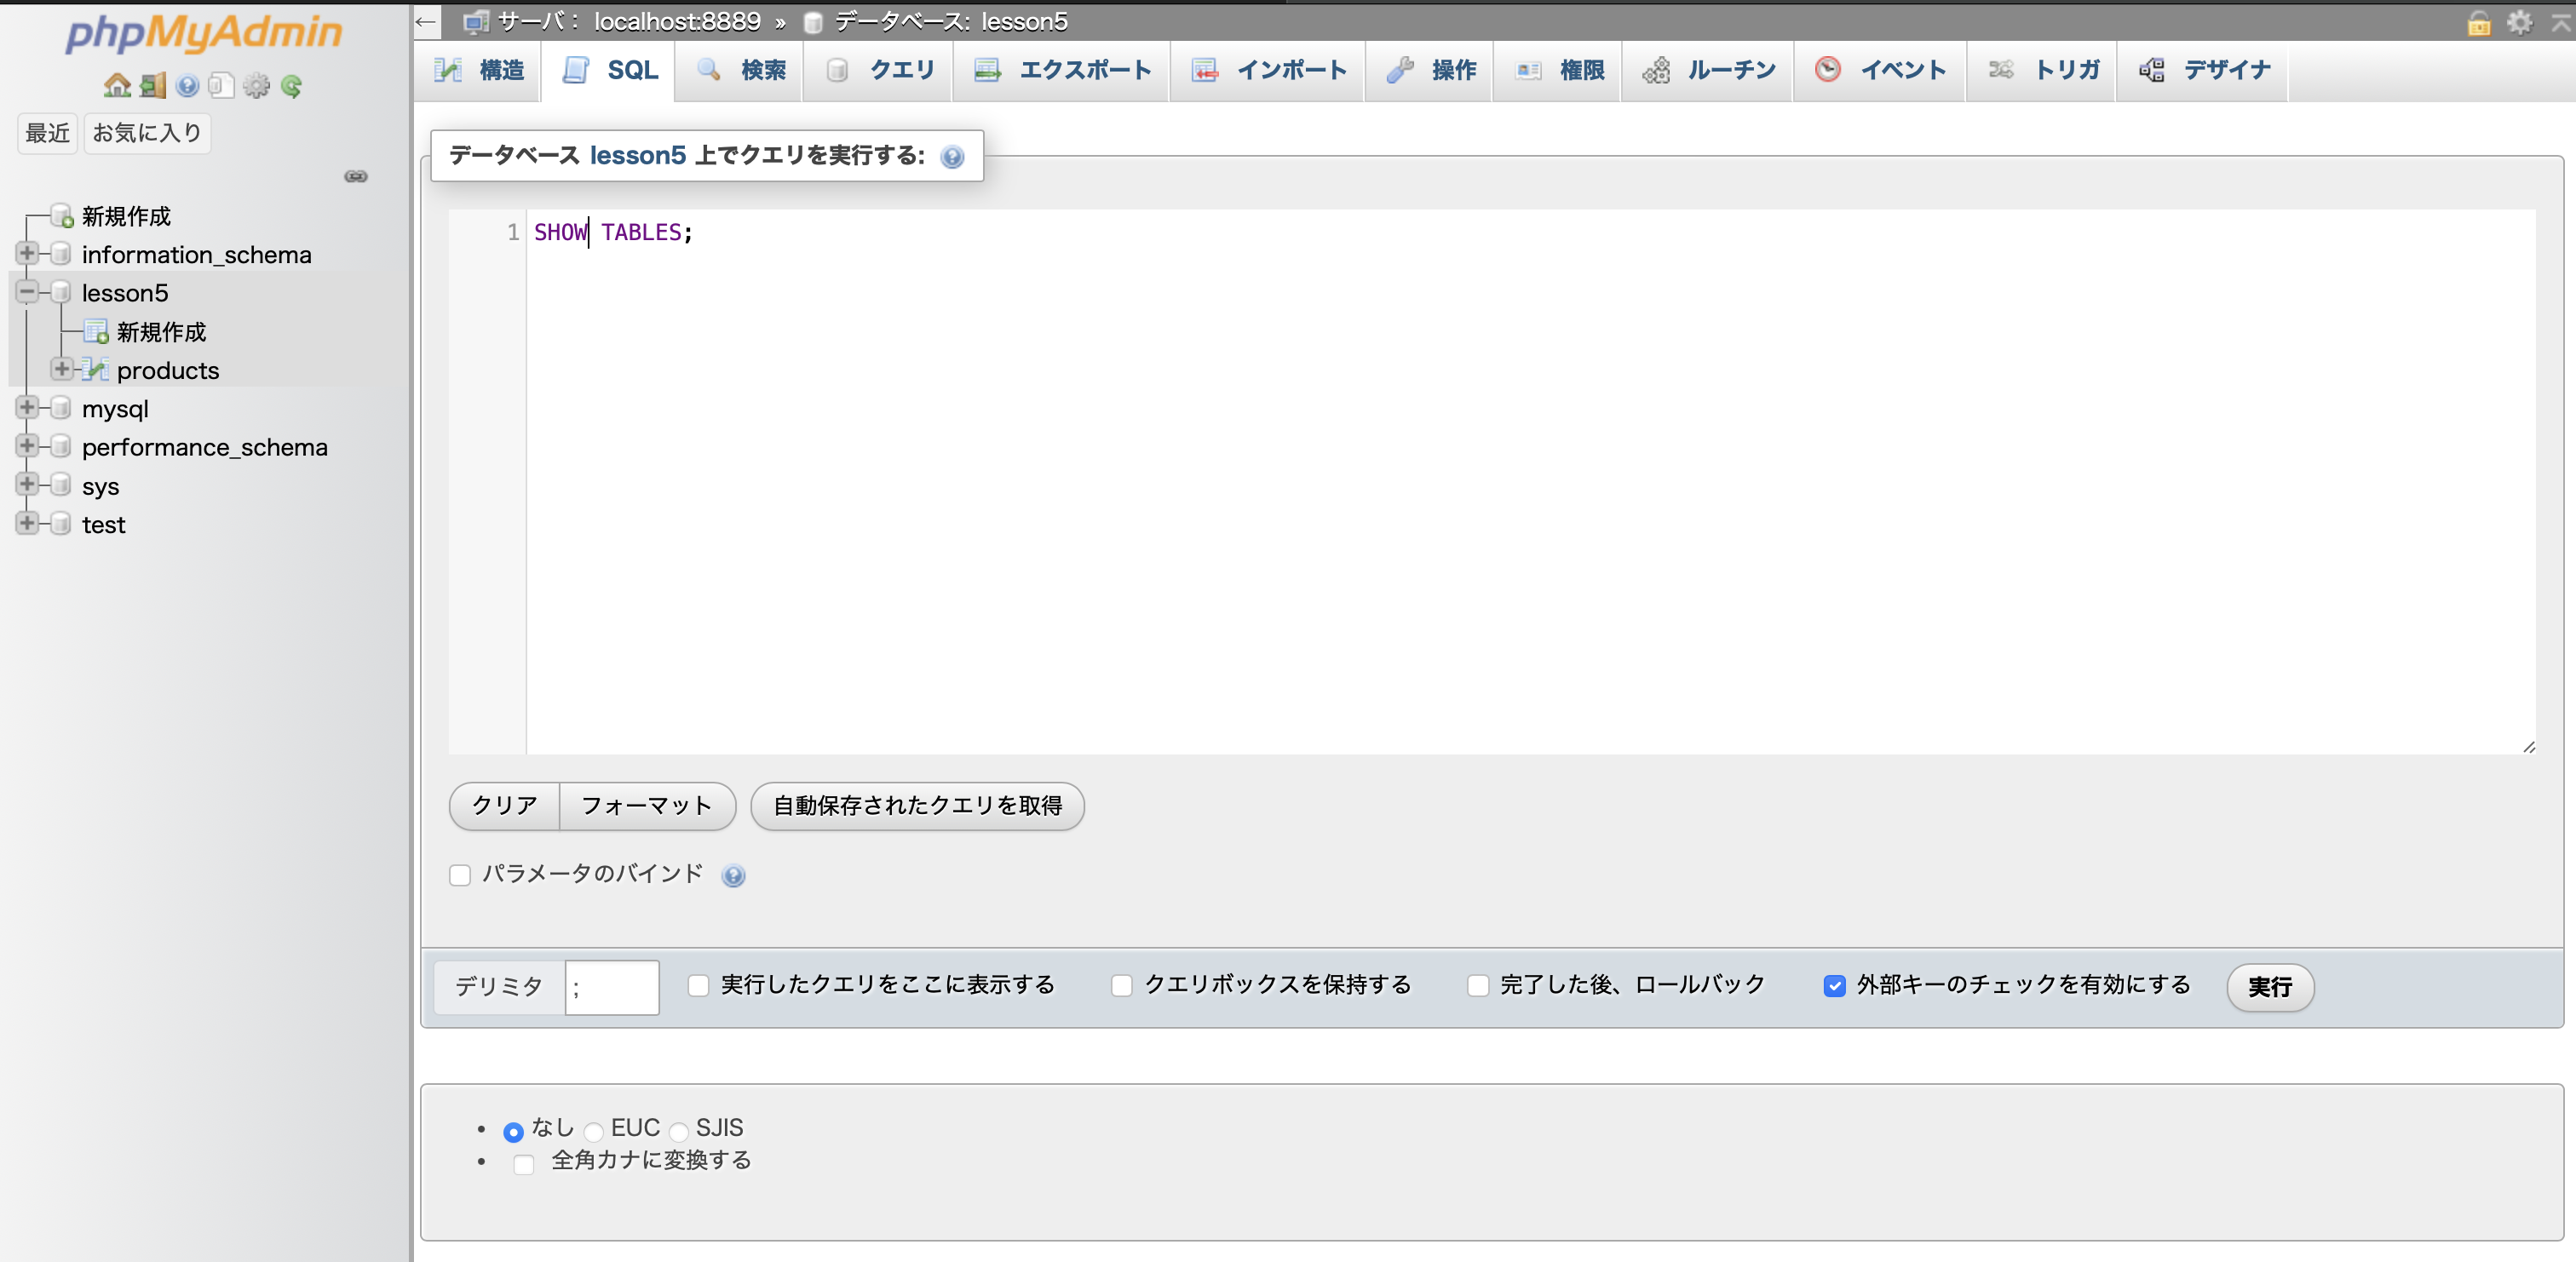 phpMyAdmin
最近 お気に入り
新規作成
information_schema
lesson5
新規作成
products
mysql
performance_schema
sys
test
← サーバ： localhost:8889 » データベース: lesson5
構造 SQL 検索 クエリ エクスポート インポート 操作 権限 ルーチン イベント トリガ デザイナ
データベース lesson5 上でクエリを実行する:
1 SHOW TABLES;
クリア フォーマット 自動保存されたクエリを取得
パラメータのバインド
デリミタ ; 実行したクエリをここに表示する クエリボックスを保持する 完了した後、ロールバック 外部キーのチェックを有効にする 実行
• なし EUC SJIS
• 全角カナに変換する